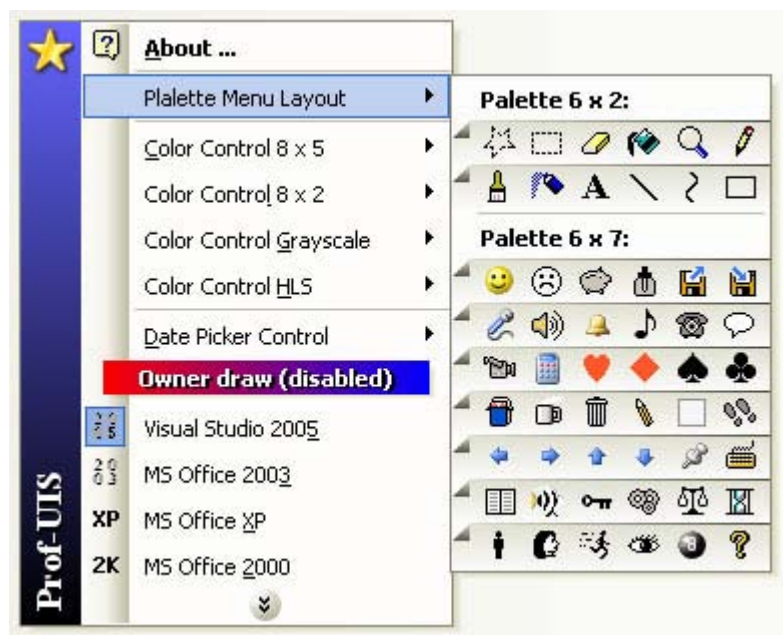 About ...
Plalette Menu Layout
Color Control 8 x 5
Color Control 8 x 2
Color Control Grayscale
Color Control HLS
Date Picker Control
Owner draw (disabled)
2005
Visual Studio 2005
2003
MS Office 2003
XP
MS Office XP
2K
MS Office 2000
Prof-UIS
Palette 6 x 2:
A
Palette 6 x 7: